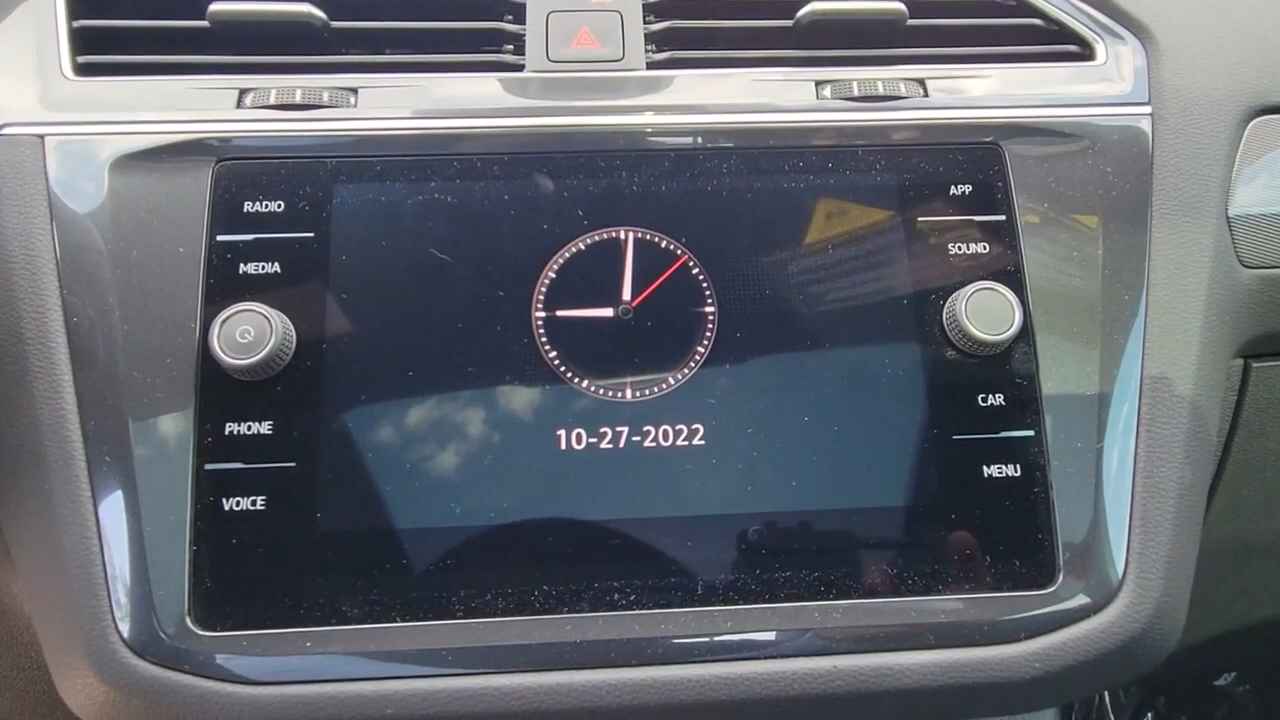 RADIO
MEDIA
PHONE
VOICE
10-27-2022
APP
SOUND
CAR
MENU